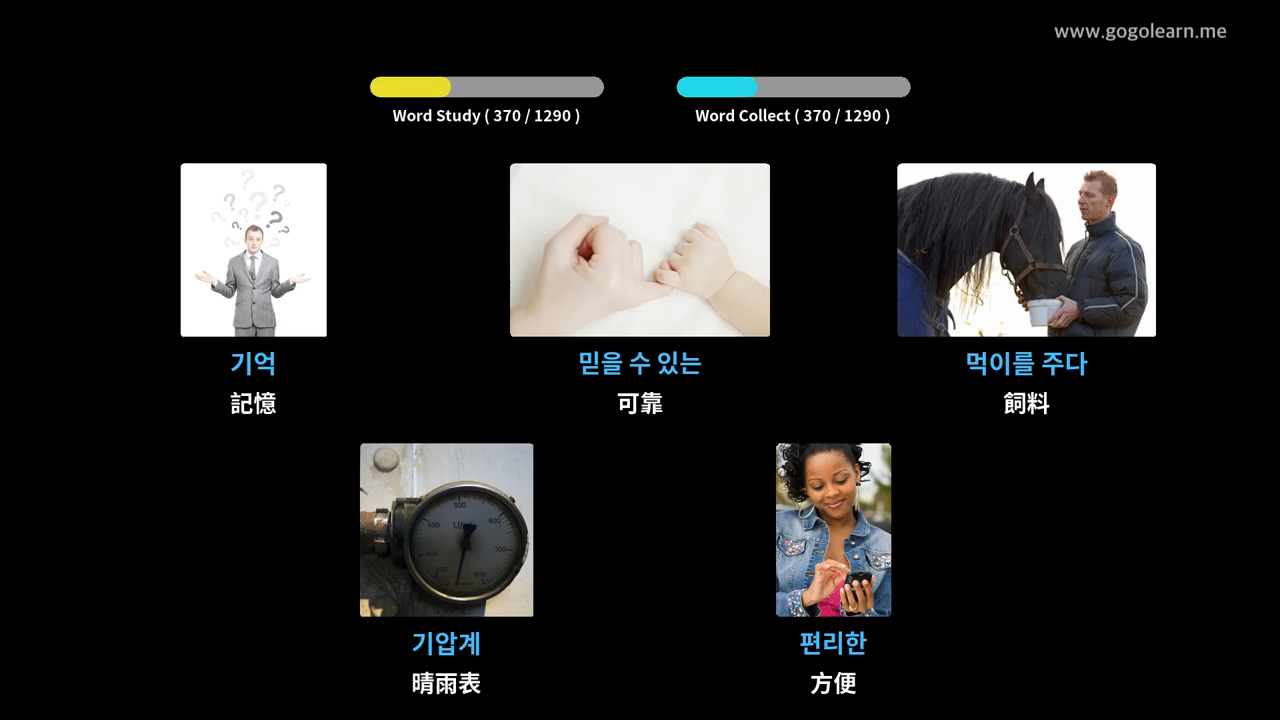 www.gogolearn.me
Word Study ( 370 / 1290 )
Word Collect ( 370 / 1290 )
기억
記憶
믿을 수 있는
可靠
먹이를 주다
飼料
기압계
晴雨表
편리한
方便